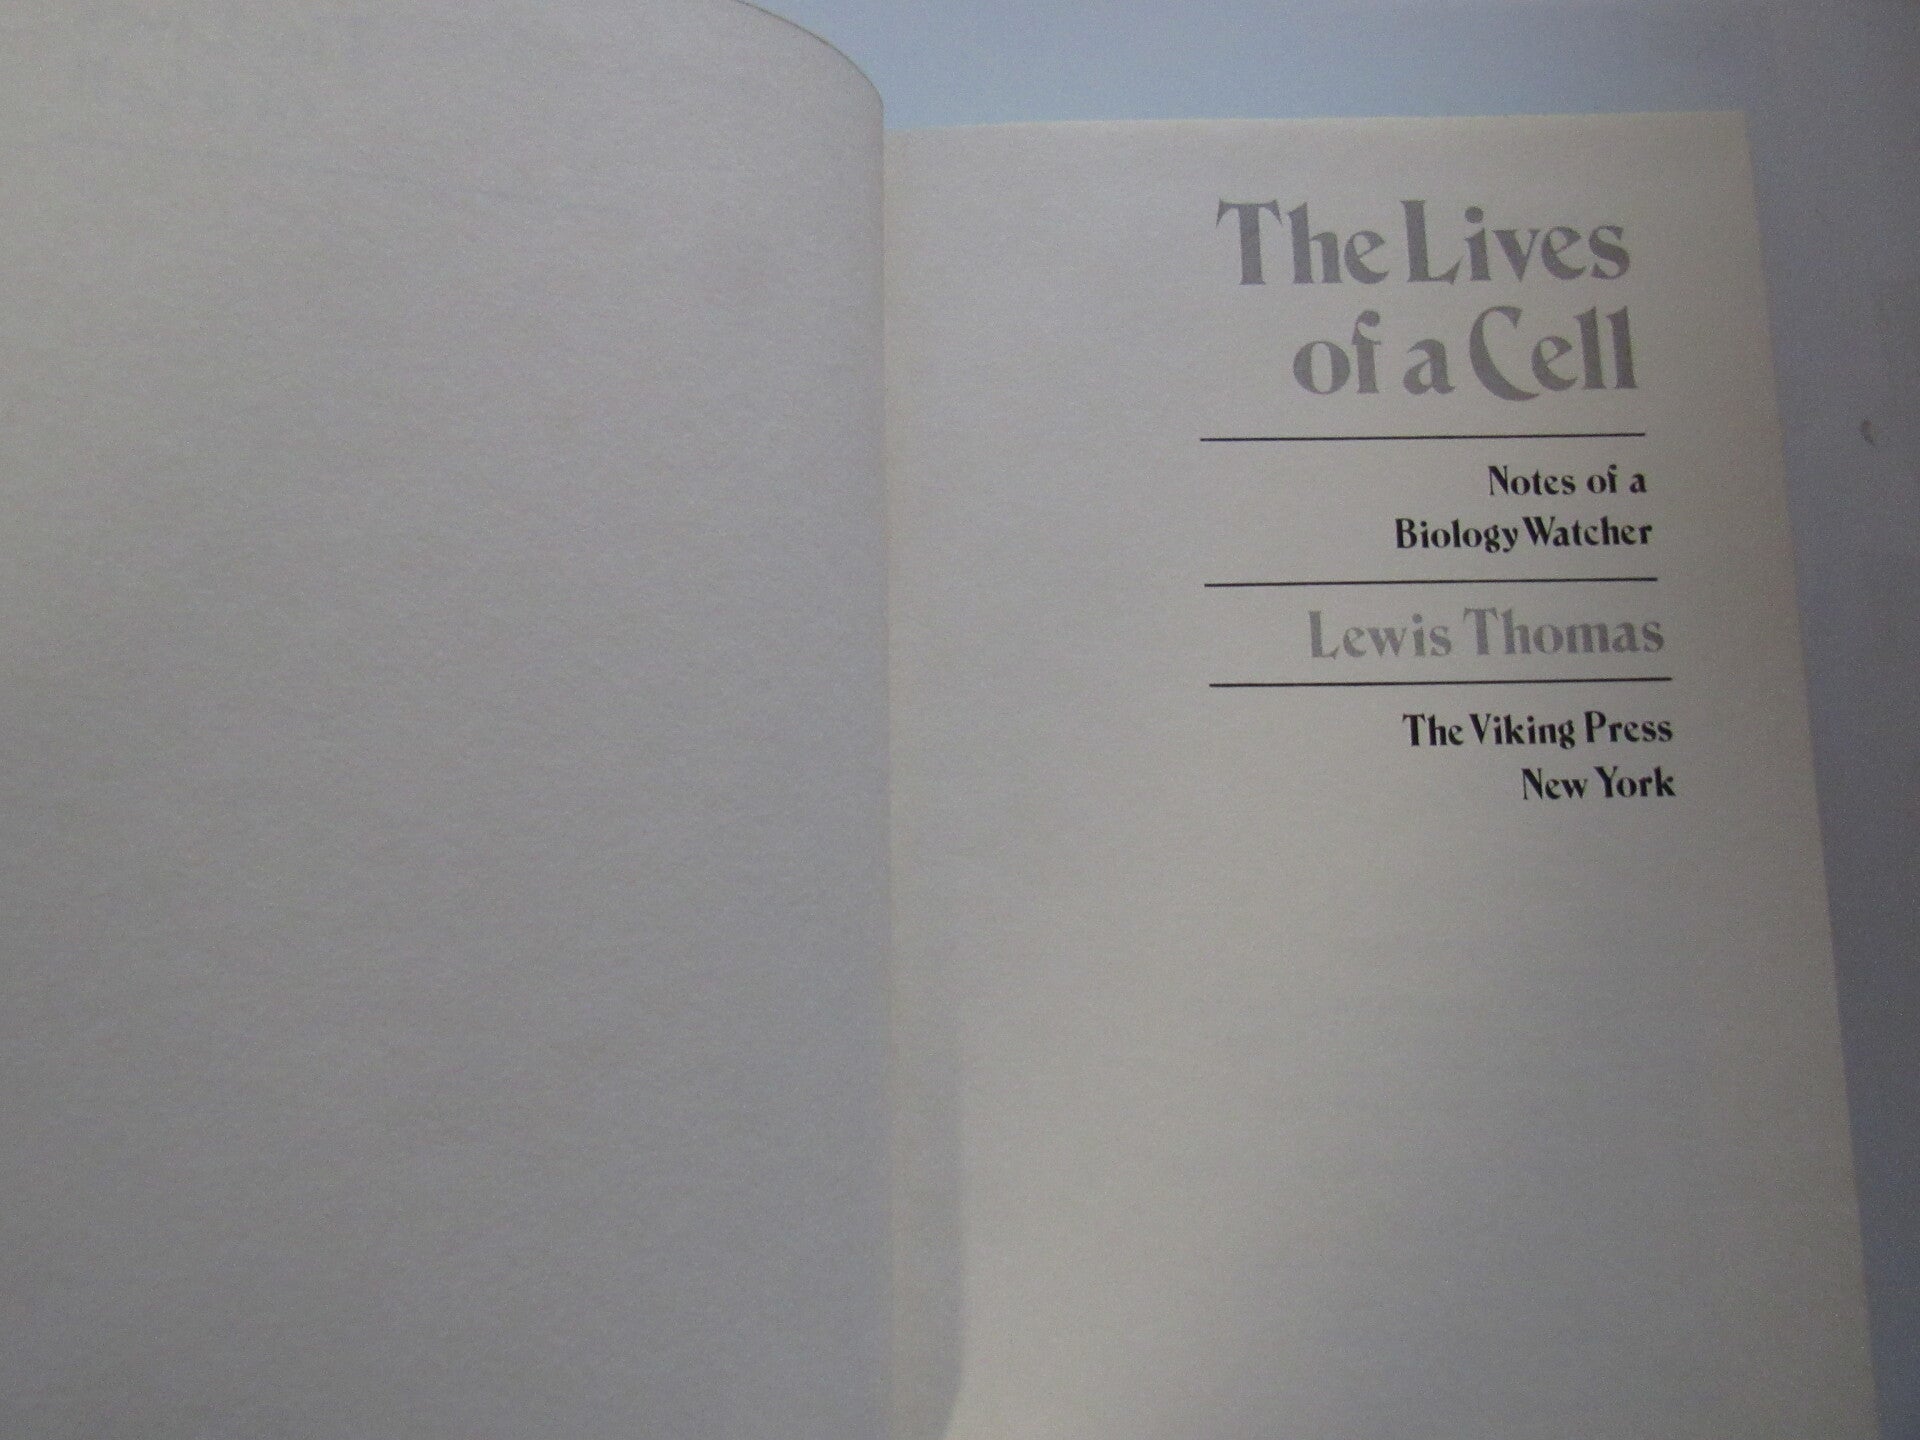 The Lives
of a Cell
Notes of a
Biology Watcher
Lewis Thomas
The Viking Press
New York